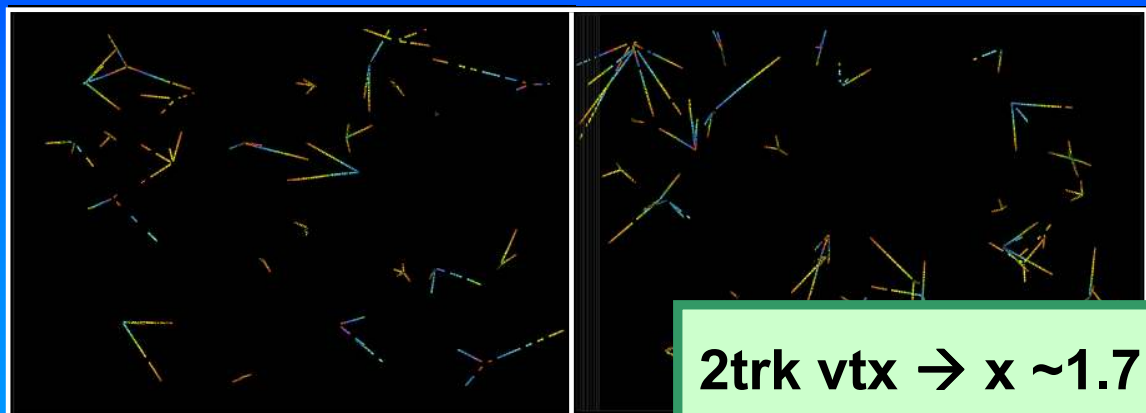 2trk vtx → x ~1.7